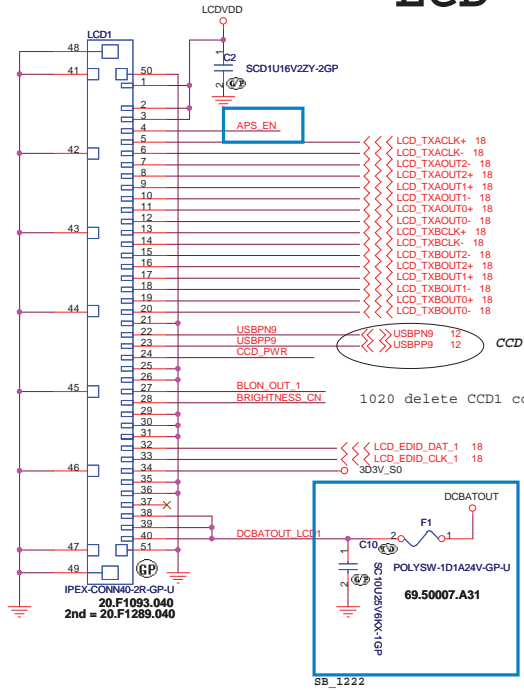 LCD
LCDVDD
LCD1
48
41
50
1
C2
1
SCD1U16V2ZY-2GP
2
2
3
4
APS_EN
5
LCD_TXACLK+ 18
42
6
LCD_TXACLK- 18
7
LCD_TXAOUT2- 18
8
LCD_TXAOUT2+ 18
9
LCD_TXAOUT1+ 18
10
LCD_TXAOUT1- 18
11
LCD_TXAOUT0+ 18
12
LCD_TXAOUT0- 18
43
13
LCD_TXBCLK+ 18
14
LCD_TXBCLK- 18
15
LCD_TXBOUT2- 18
16
LCD_TXBOUT2+ 18
17
LCD_TXBOUT1+ 18
18
LCD_TXBOUT1- 18
19
LCD_TXBOUT0+ 18
44
20
LCD_TXBOUT0- 18
21
22
USBPN9
USBPN9 12
23
USBPP9
USBPP9 12
CCD
24
CCD_PWR
25
26
45
27
BLON_OUT_1
28
BRIGHTNESS_CN
1020 delete CCD1 co
29
30
31
32
LCD_EDID_DAT_1 18
33
LCD_EDID_CLK_1 18
46
34
3D3V_S0
35
36
37
38
39
40
DCBATOUT_LCD1
47
51
49
GP
IPEX-CONN40-2R-GP-U
20.F1093.040
2nd = 20.F1289.040
DCBATOUT
F1
2
1
C10
1
2
SC10U25V6KX-1GP
POLYSW-1D1A24V-GP-U
69.50007.A31
SB_1222